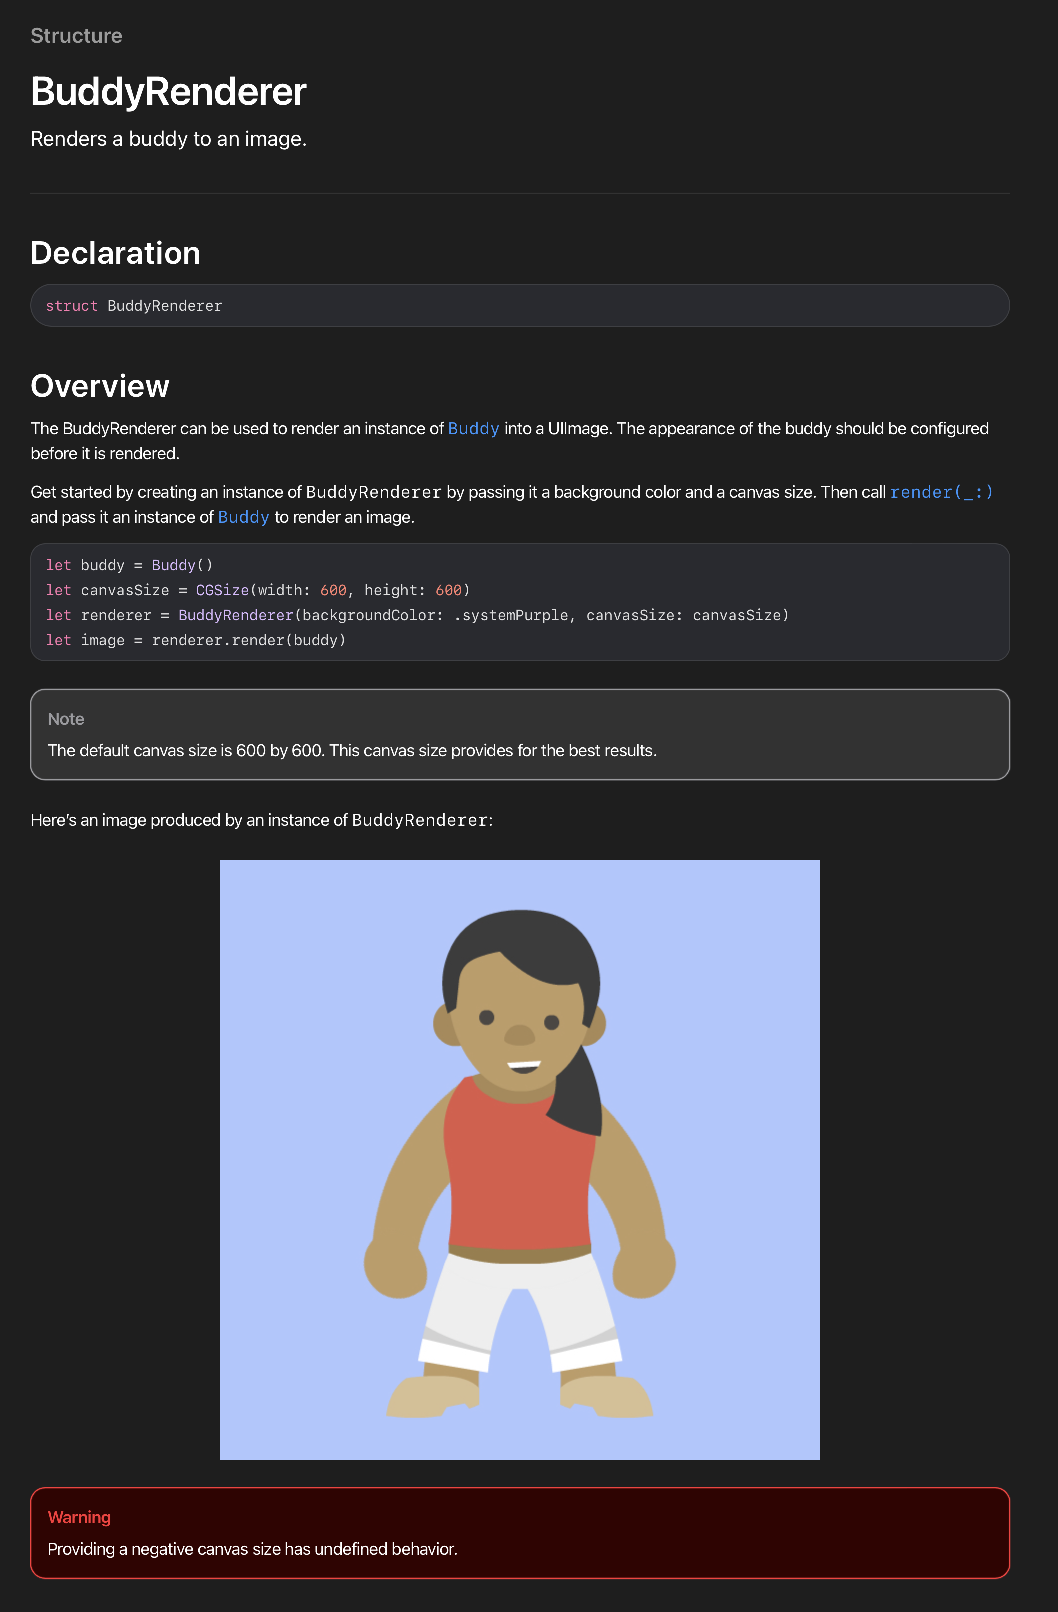 Structure
BuddyRenderer
Renders a buddy to an image.
Declaration
struct BuddyRenderer
Overview
The BuddyRenderer can be used to render an instance of Buddy into a UIImage. The appearance of the buddy should be configured
before it is rendered.
Get started by creating an instance of BuddyRenderer by passing it a background color and a canvas size. Then call render(_:)
and pass it an instance of Buddy to render an image.
let buddy = Buddy()
let canvasSize = CGSize(width: 600, height: 600)
let renderer = BuddyRenderer(backgroundColor: .systemPurple, canvasSize: canvasSize)
let image = renderer.render(buddy)
Note
The default canvas size is 600 by 600. This canvas size provides for the best results.
Here’s an image produced by an instance of BuddyRenderer:
Warning
Providing a negative canvas size has undefined behavior.